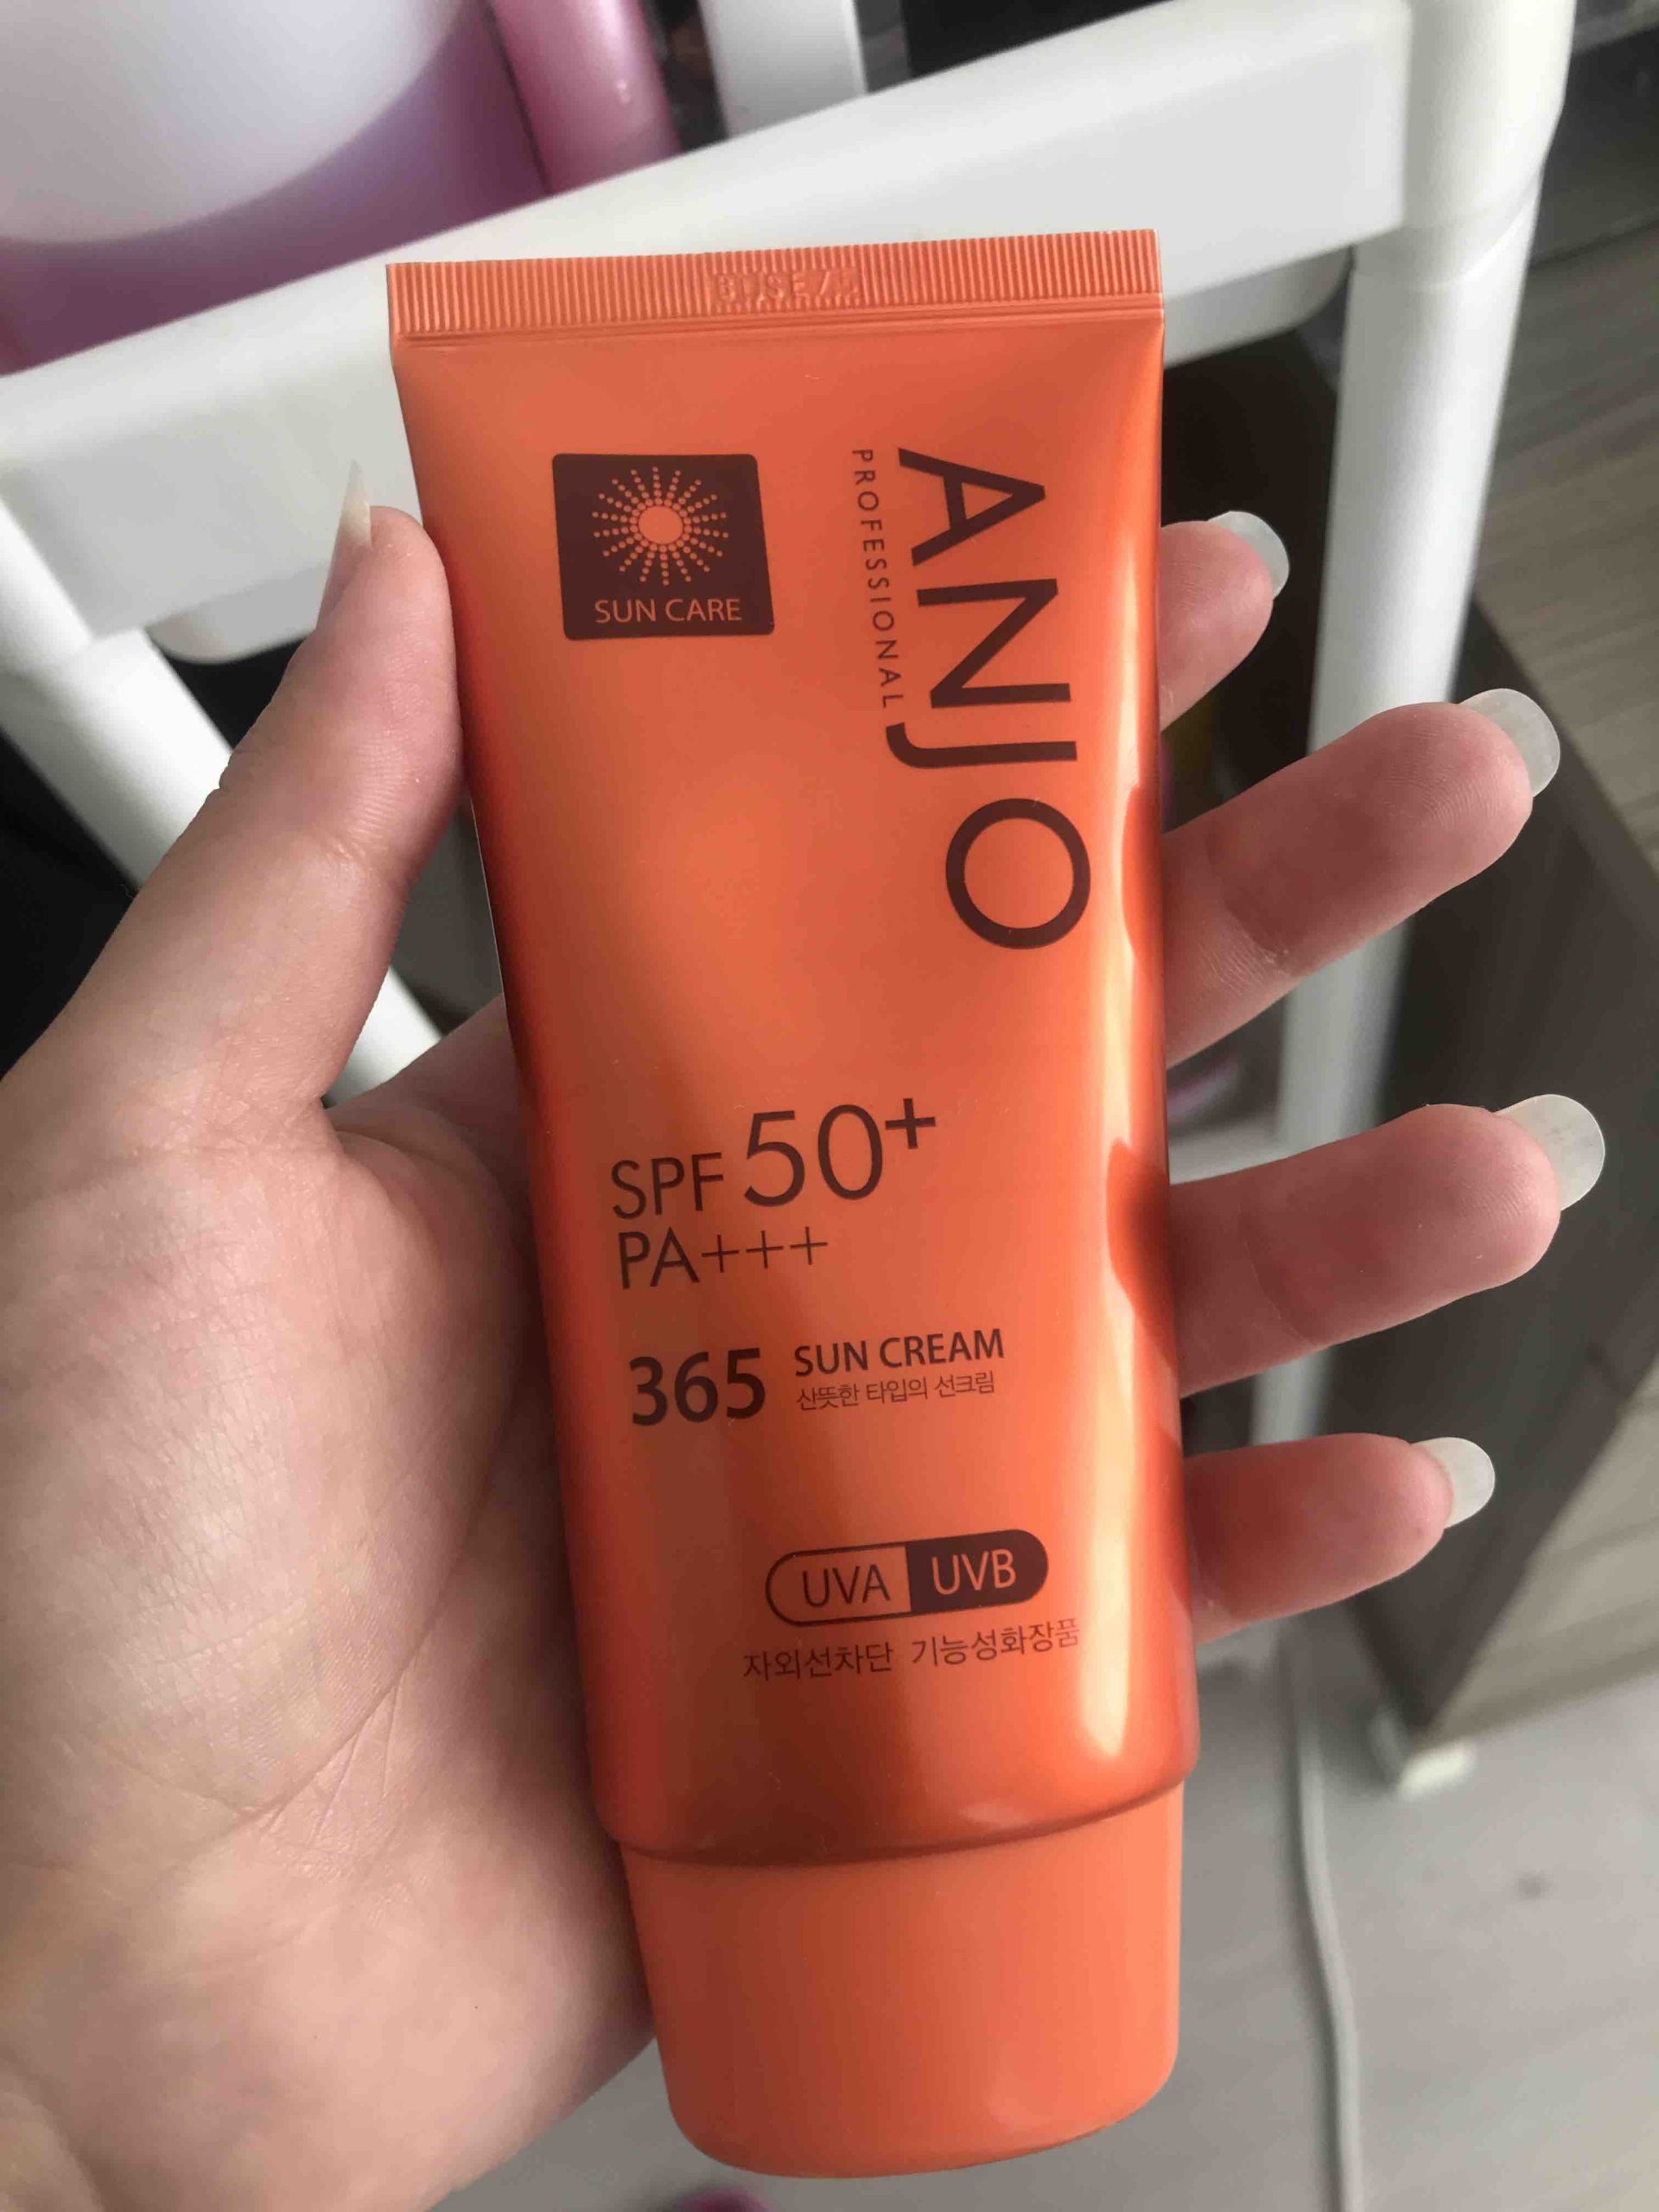 SUN CARE
ANJO
PROFESSIONAL
SPF 50+
PA+++
365 SUN CREAM
산뜻한 타입의 선크림
UVA UVB
자외선차단 기능성화장품